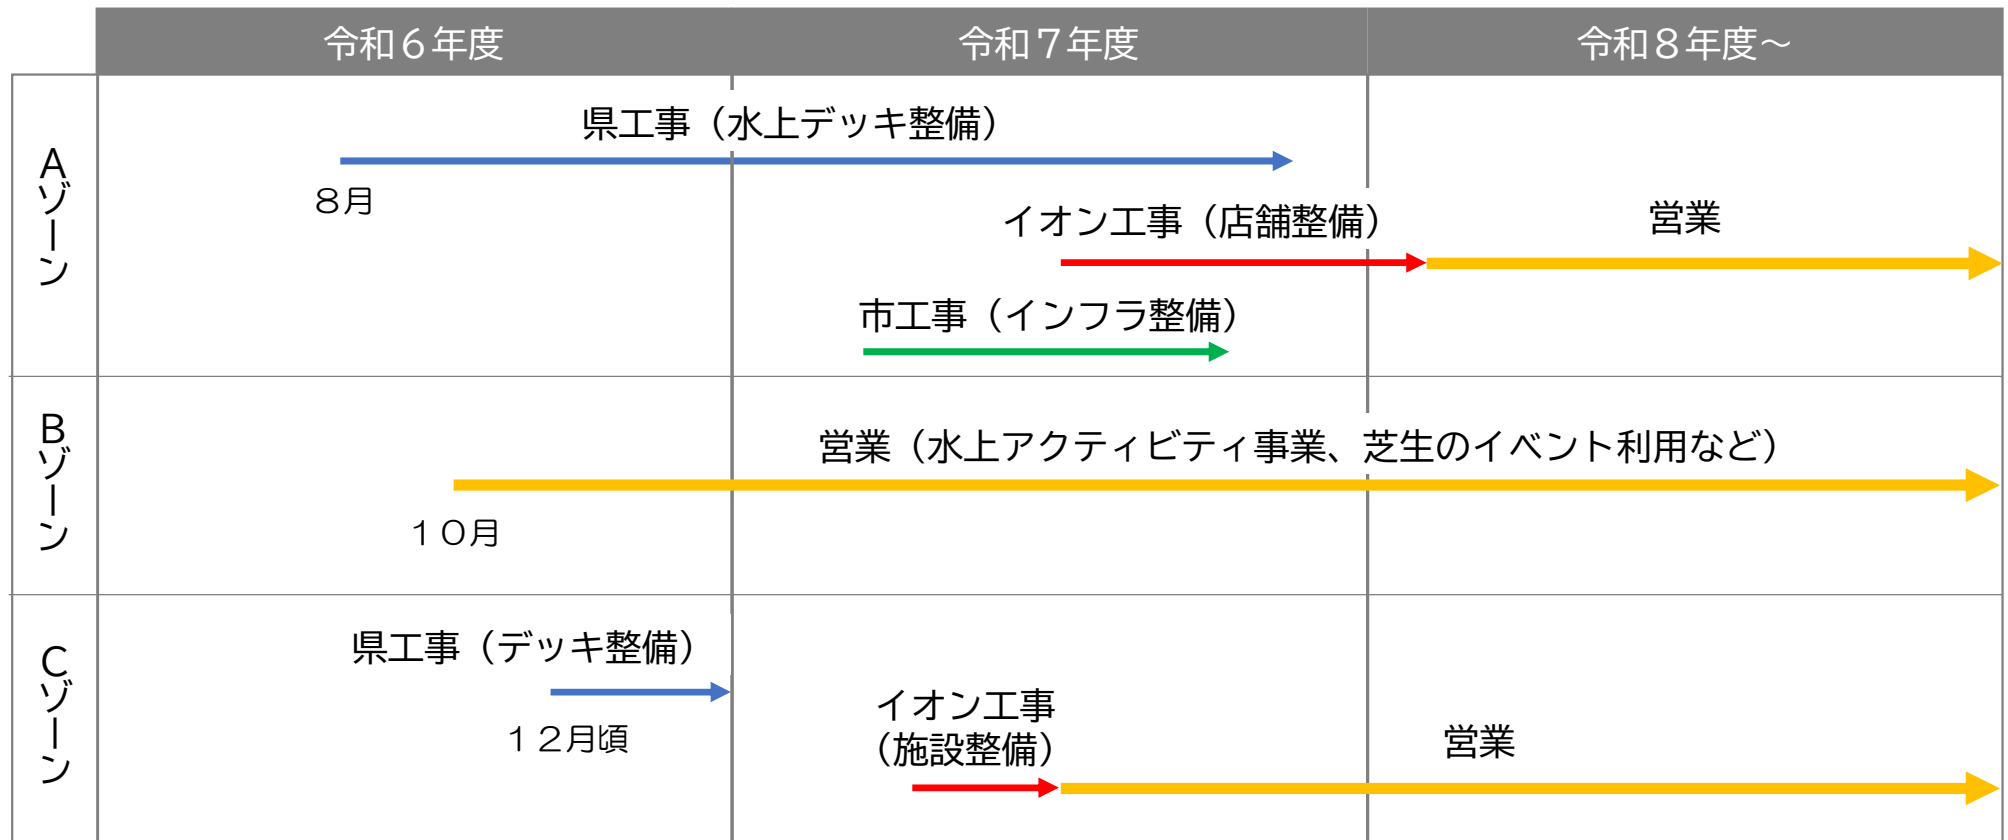 令和６年度
令和７年度
令和８年度～
Ａゾーン
県工事（水上デッキ整備）
８月
イオン工事（店舗整備）
営業
市工事（インフラ整備）
Ｂゾーン
営業（水上アクティビティ事業、芝生のイベント利用など）
１０月
Ｃゾーン
県工事（デッキ整備）
１２月頃
イオン工事
（施設整備）
営業